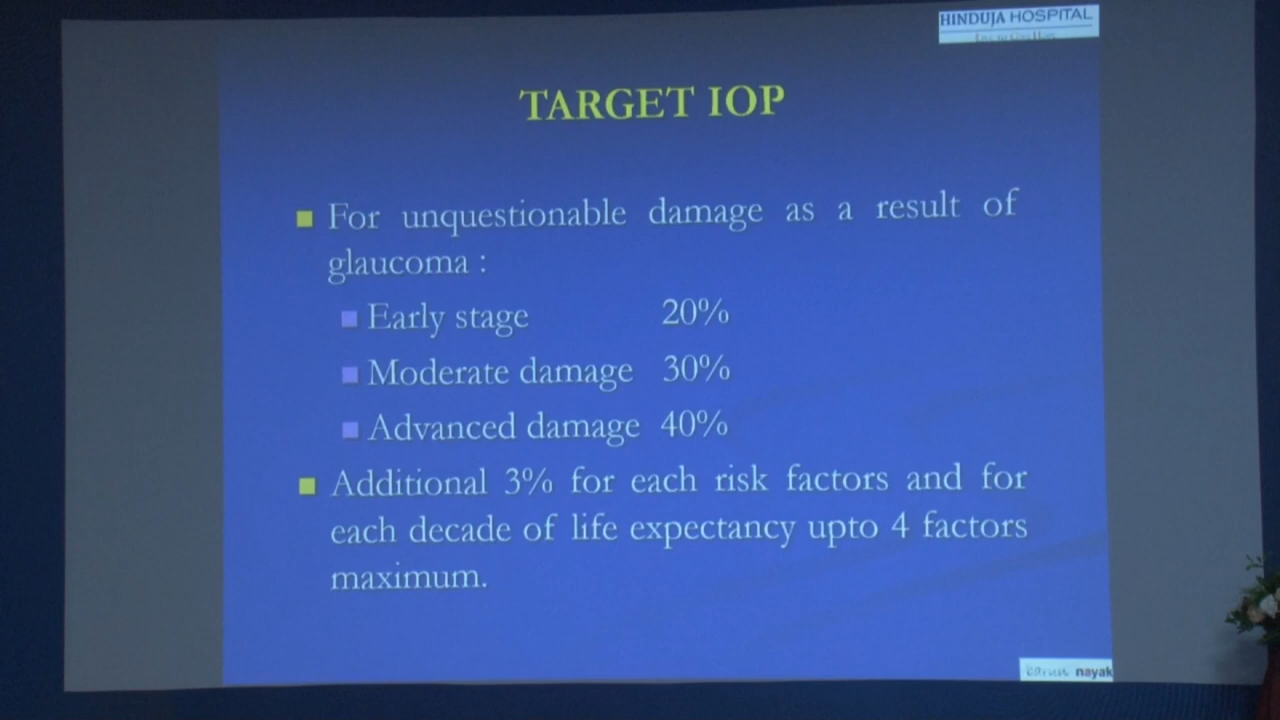 HINDUJA HOSPITAL
TARGET IOP
For unquestionable damage as a result of
glaucoma :
Early stage 20%
Moderate damage 30%
Advanced damage 40%
Additional 3% for each risk factors and for
each decade of life expectancy upto 4 factors
maximum.
nayak